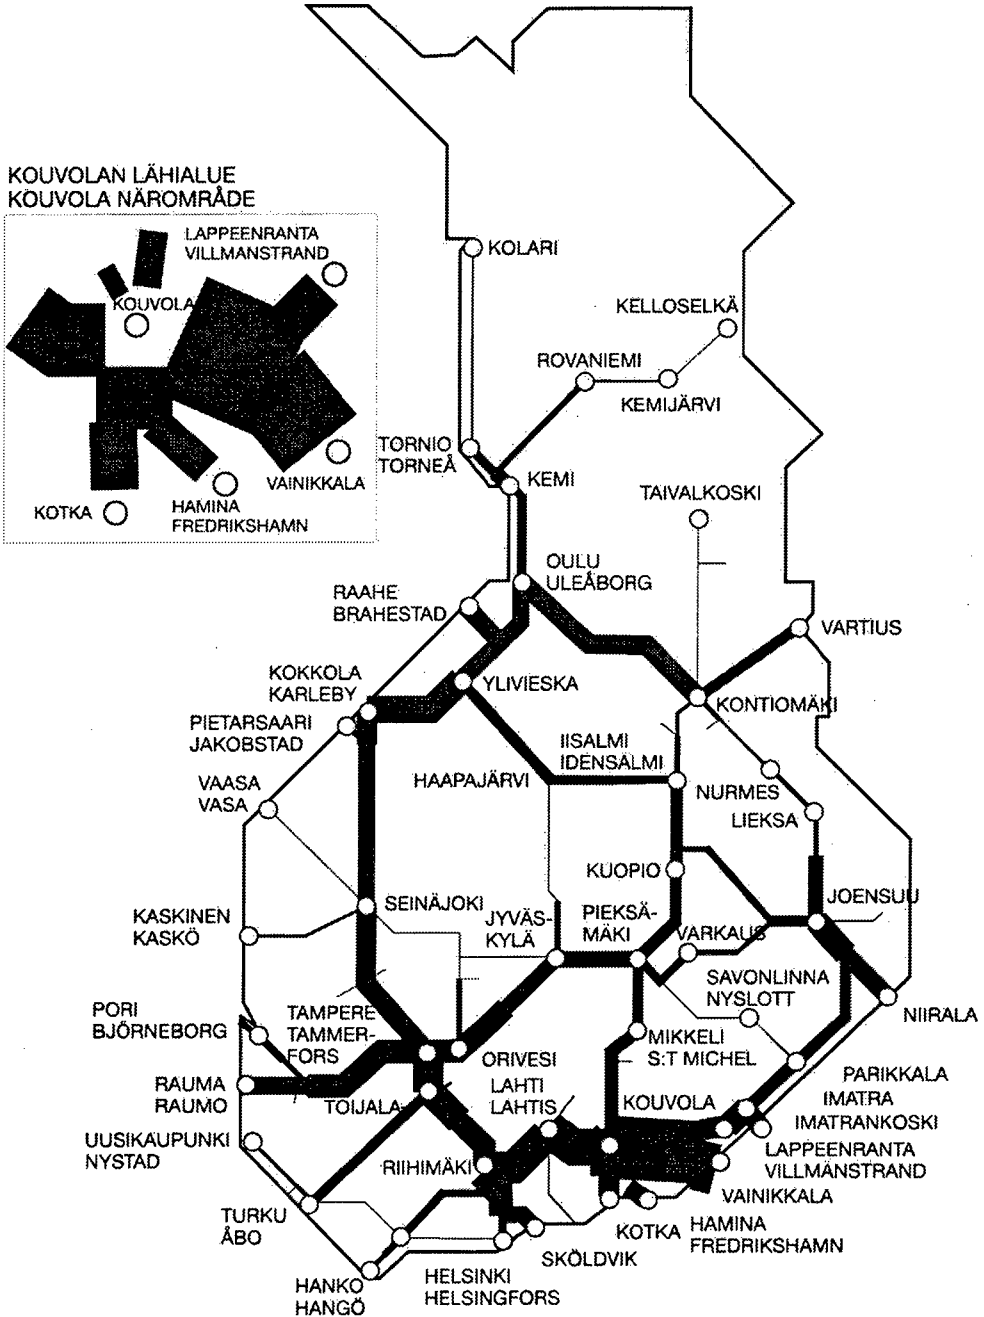 KOUVOLAN LÄHIALUE
KOUVOLA NÄROMRÅDE
LAPPEENRANTA
VILLMANSTRAND
KOUVOLA
VAINIKKALA
KOTKA
HAMINA
FREDRIKSHAMN
KOLARI
KELLOSELKÄ
ROVANIEMI
KEMIJÄRVI
TORNIO
TORNEÅ
KEMI
TAIVALKOSKI
OULU
ULEÅBORG
RAAHE
BRAHESTAD
VARTIUS
KOKKOLA
KARLEBY
YLIVIESKA
KONTIOMÄKI
PIETARSAARI
JAKOBSTAD
IISALMI
IDENSALMI
HAAPAJÄRVI
VAASA
VASA
NURMES
LIEKSA
KUOPIO
SEINÄJOKI
JOENSUU
KASKINEN
KASKÖ
JYVÄS-
KYLÄ
PIEKSÄ-
MÄKI
VARKAUS
SAVONLINNA
NYSLOTT
PORI
BJÖRNEBORG
TAMPERE
TAMMER-
FORS
NIIRALA
MIKKELI
S:T MICHEL
ORIVESI
RAUMA
RAUMO
TOIJALA
LAHTI
LAHTIS
KOUVOLA
PARIKKALA
IMATRA
IMATRANKOSKI
UUSIKAUPUNKI
NYSTAD
RIIHIMÄKI
LAPPEENRANTA
VILLMÄNSTRAND
VAINIKKALA
TURKU
ÅBO
KOTKA
HAMINA
FREDRIKSHAMN
SKÖLDVIK
HANKO
HANGÖ
HELSINKI
HELSINGFORS